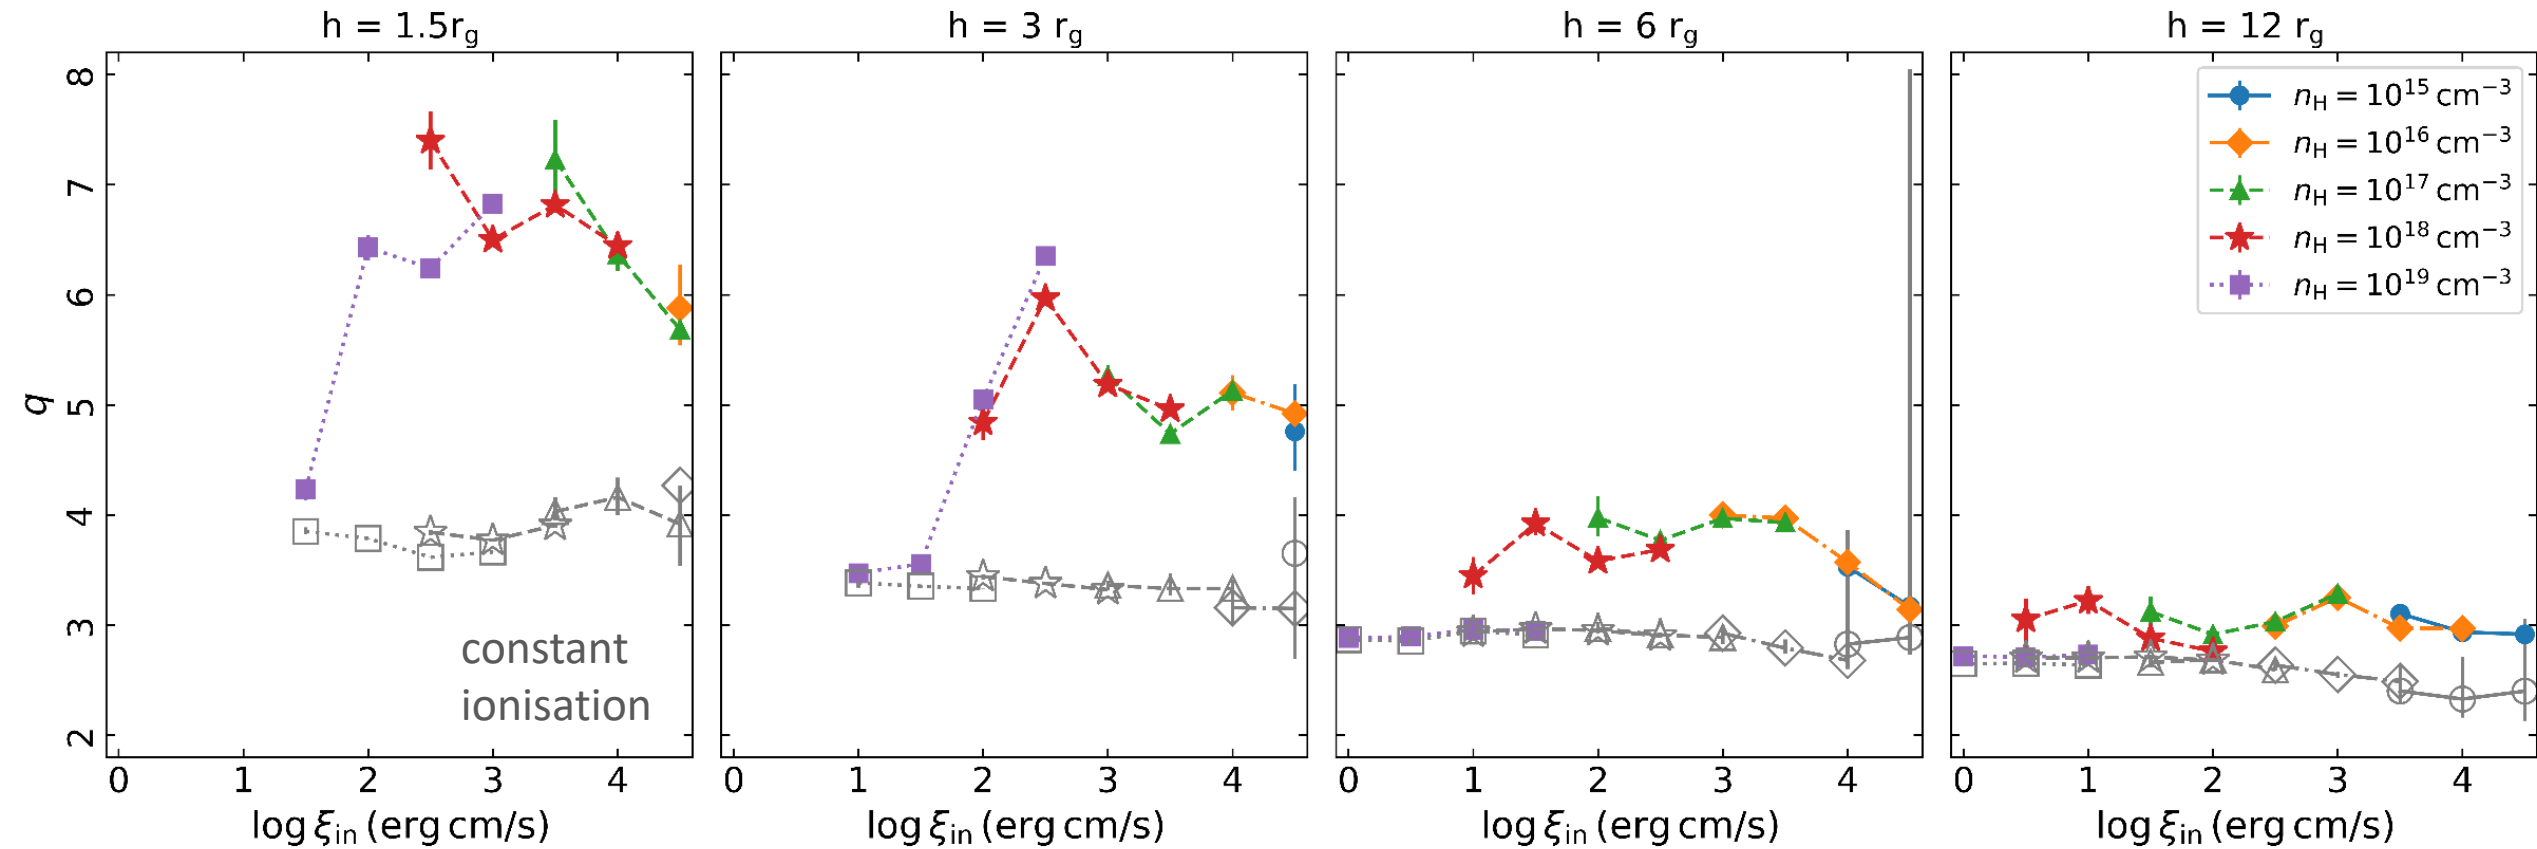 h = 1.5r_g
h = 3 r_g
h = 6 r_g
h = 12 r_g
8
7
6
5
4
3
2
q
n_H = 10^15 cm^−3
n_H = 10^16 cm^−3
n_H = 10^17 cm^−3
n_H = 10^18 cm^−3
n_H = 10^19 cm^−3
constant
ionisation
0 1 2 3 4
0 1 2 3 4
0 1 2 3 4
0 1 2 3 4
log ξ_in (erg cm/s)
log ξ_in (erg cm/s)
log ξ_in (erg cm/s)
log ξ_in (erg cm/s)